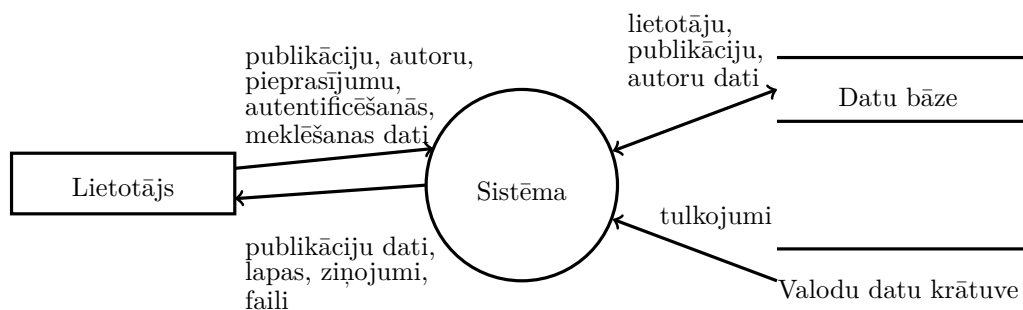 publikāciju, autoru,
pieprasījumu,
autentificēšanās,
meklēšanas dati
Lietotājs
publikāciju dati,
lapas, ziņojumi,
faili
Sistēma
lietotāju,
publikāciju,
autoru dati
Datu bāze
tulkojumi
Valodu datu krātuve